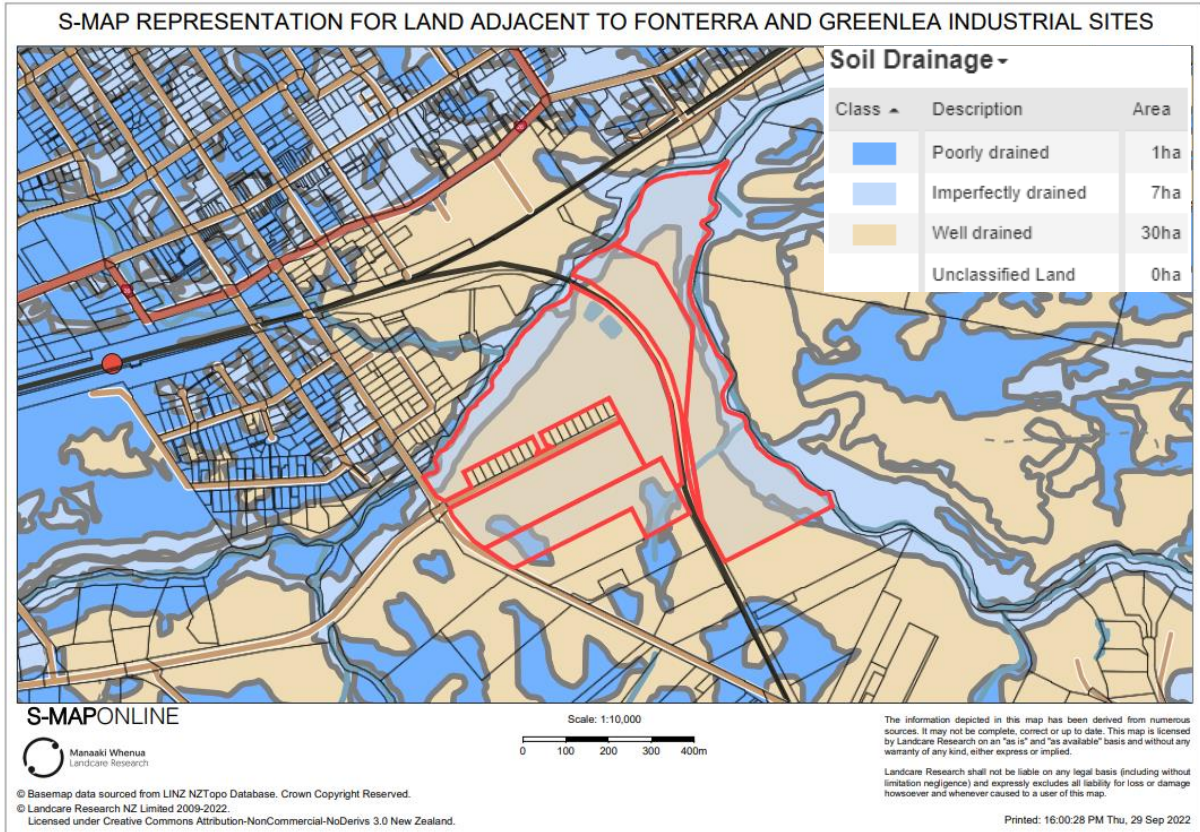 S-MAP REPRESENTATION FOR LAND ADJACENT TO FONTERRA AND GREENLEA INDUSTRIAL SITES
Soil Drainage
Class Description Area
Poorly drained 1ha
Imperfectly drained 7ha
Well drained 30ha
Unclassified Land 0ha
S-MAPONLINE
Manaaki Whenua
Landcare Research
© Basemap data sourced from LINZ NZTopo Database. Crown Copyright Reserved.
© Landcare Research NZ Limited 2009-2022.
Licensed under Creative Commons Attribution-NonCommercial-NoDerivs 3.0 New Zealand.
Scale: 1:10,000
0 100 200 300 400m
The information depicted in this map has been derived from numerous
sources. It may not be complete, correct or up to date. This map is licensed
by Landcare Research on an "as is" and "as available" basis and without any
warranty of any kind, either express or implied.
Landcare Research shall not be liable on any legal basis (including without
limitation negligence) and expressly excludes all liability for loss or damage
howsoever and whenever caused to a user of this map.
Printed: 16:00:28 PM Thu, 29 Sep 2022